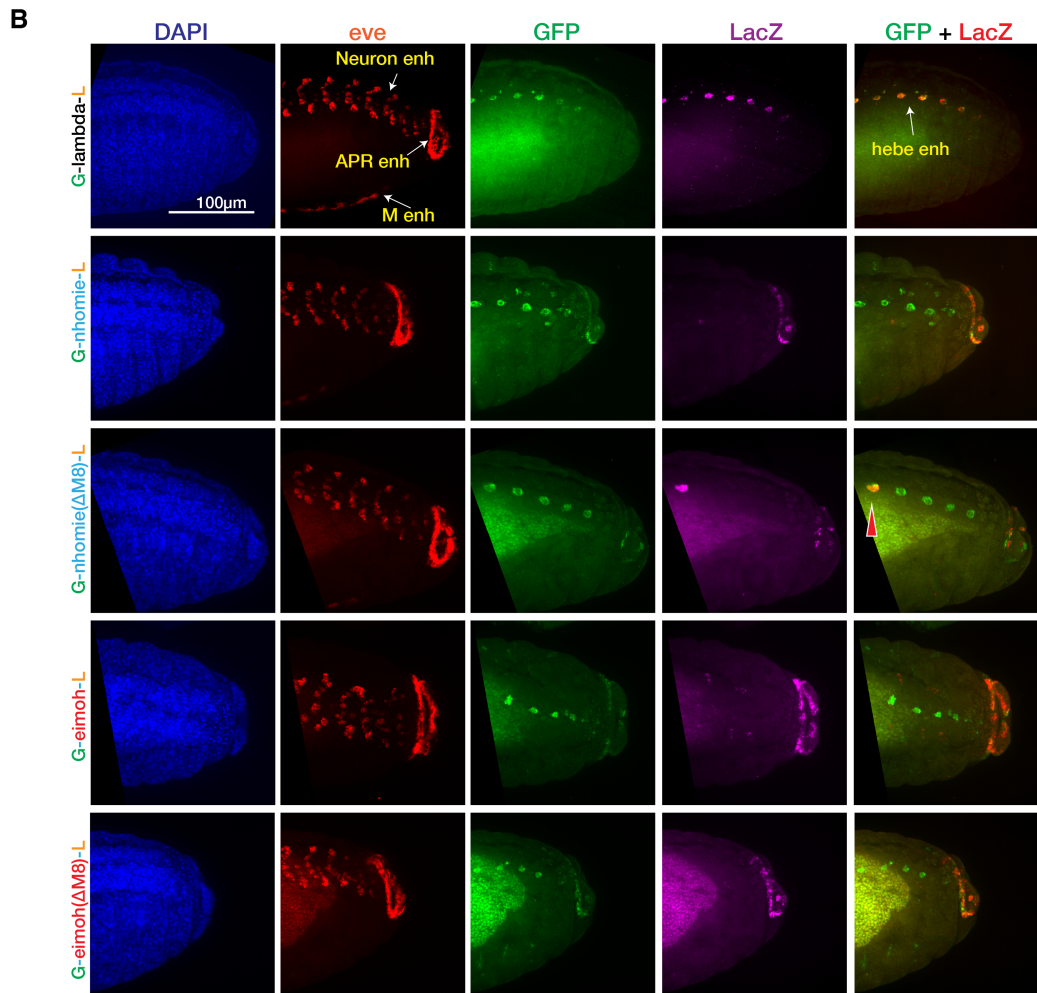 B
DAPI
eve
GFP
LacZ
GFP + LacZ
G-lambda-L
100µm
Neuron enh
APR enh
M enh
hebe enh
G-nhomie-L
G-nhomie(ΔM8)-L
G-eimoh-L
G-eimoh(ΔM8)-L